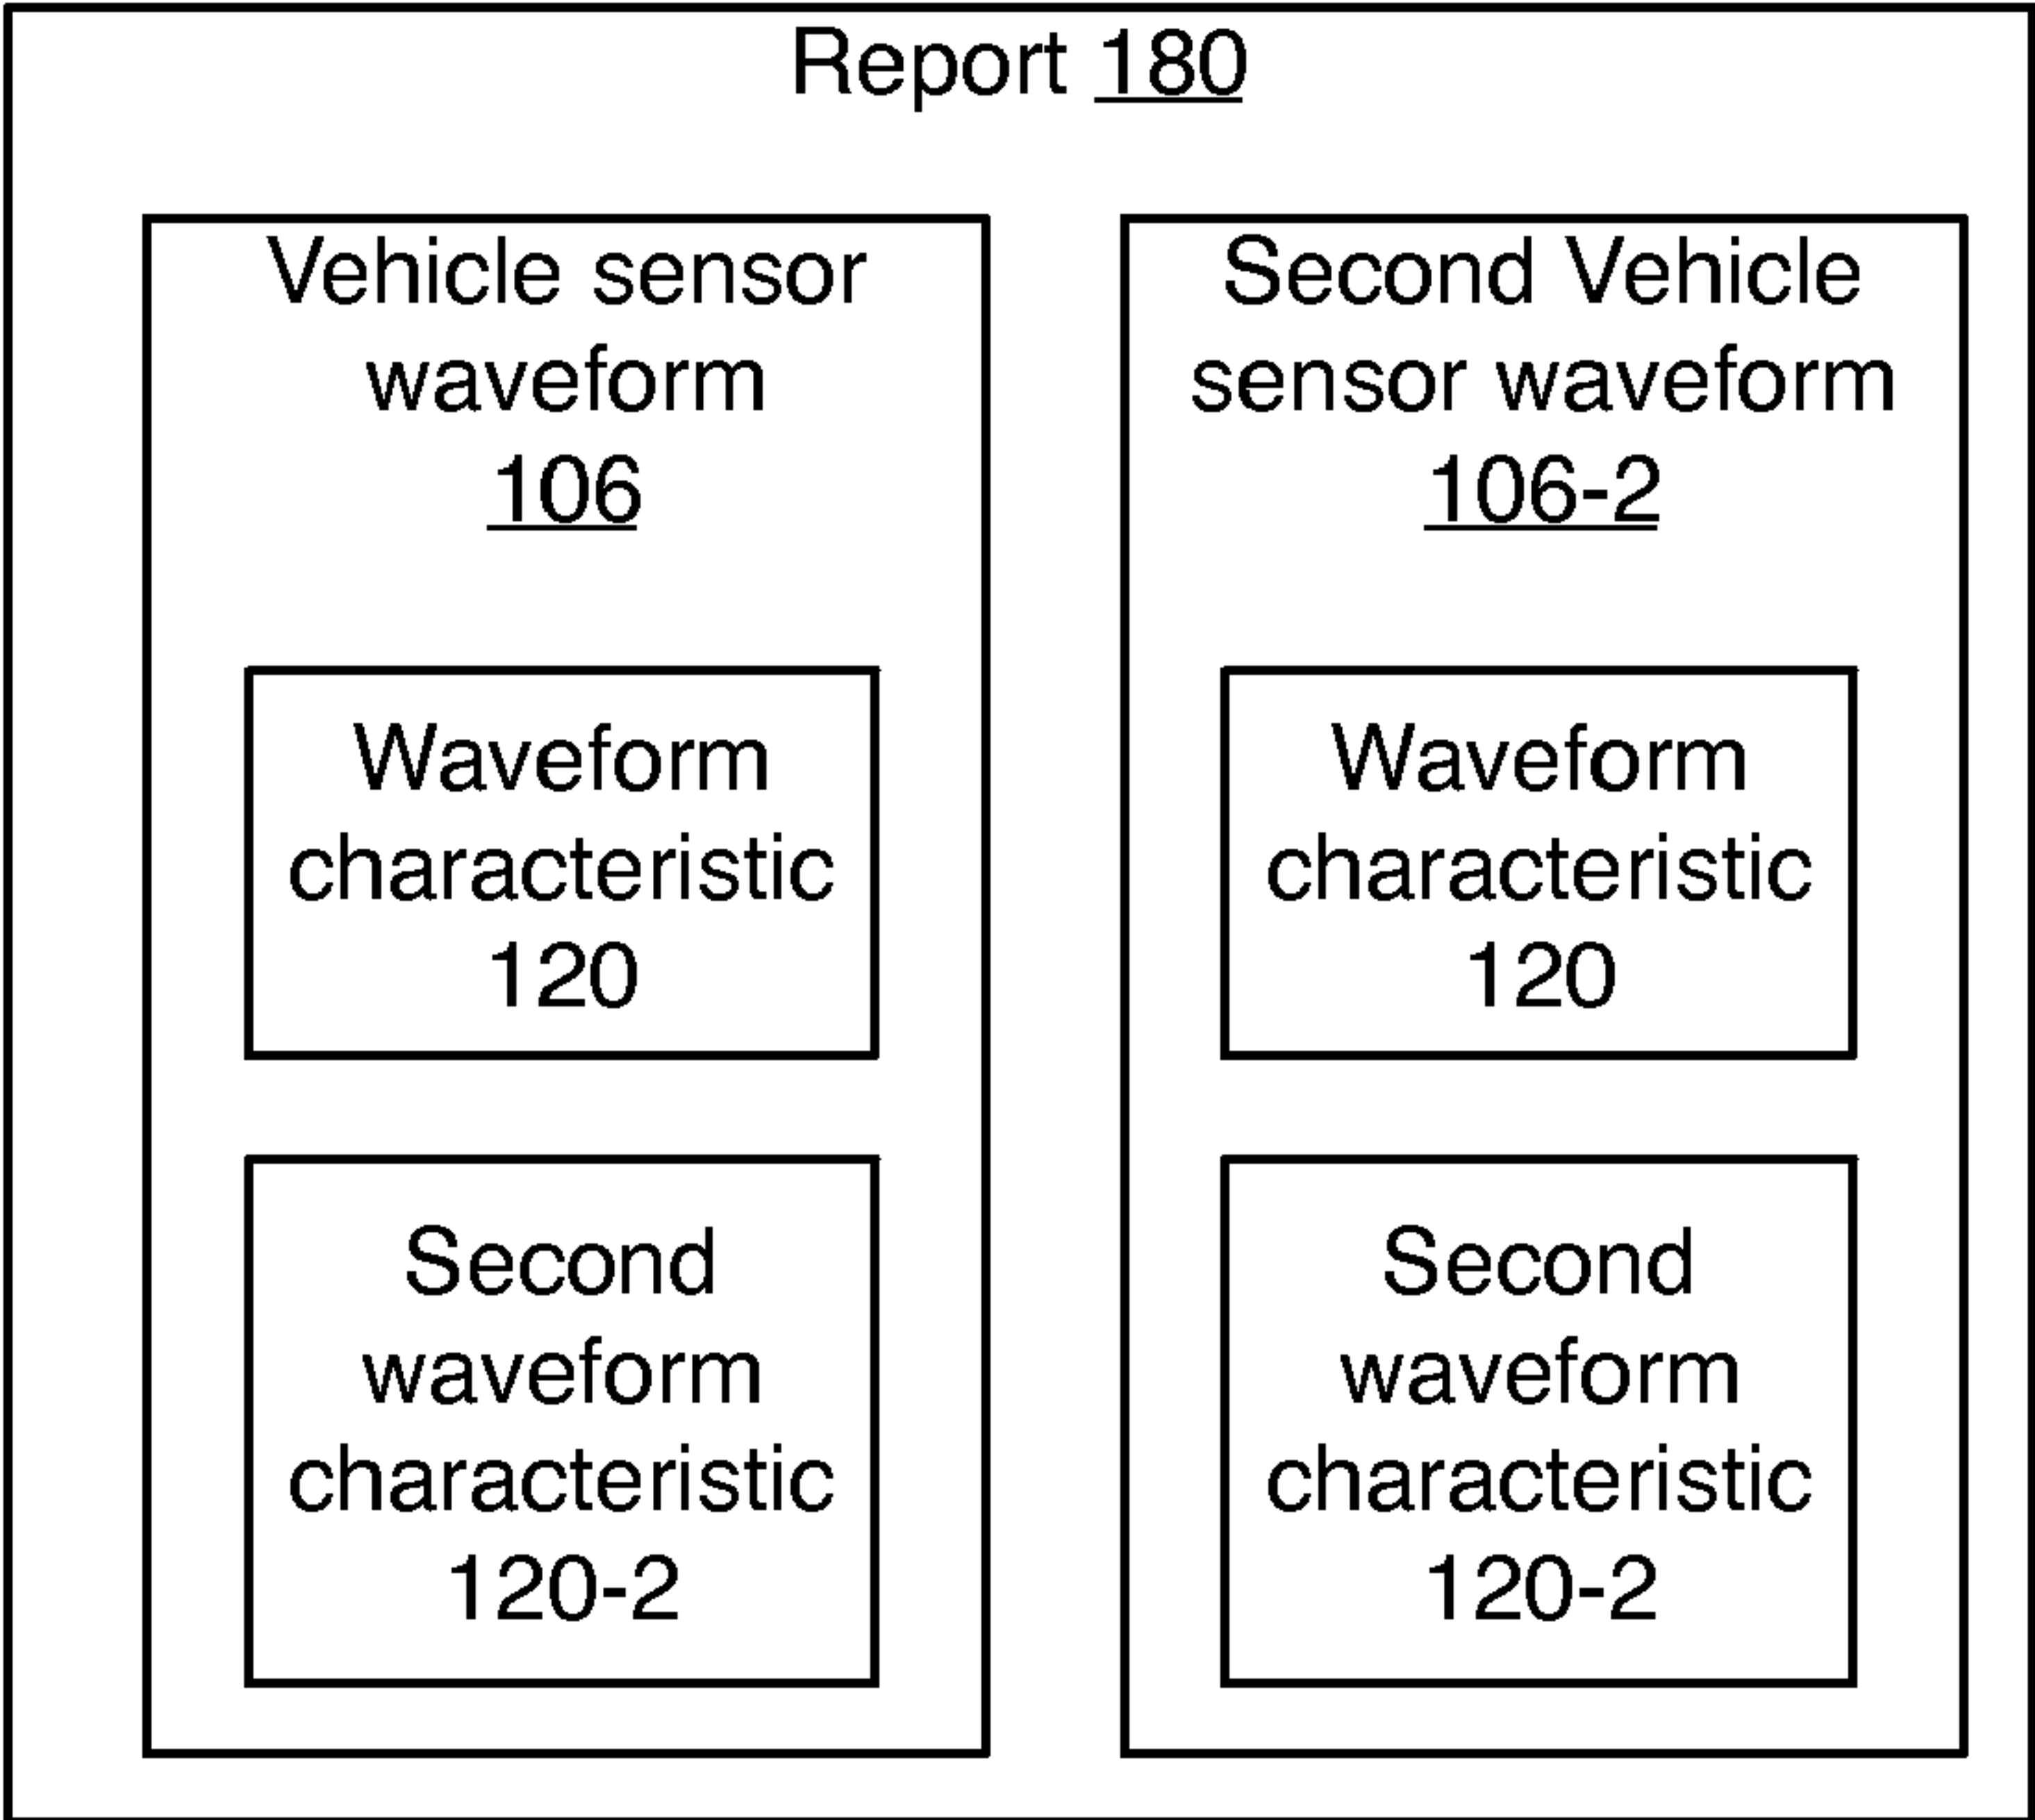 Report 180
Vehicle sensor
waveform
106
Waveform
characteristic
120
Second
waveform
characteristic
120-2
Second Vehicle
sensor waveform
106-2
Waveform
characteristic
120
Second
waveform
characteristic
120-2